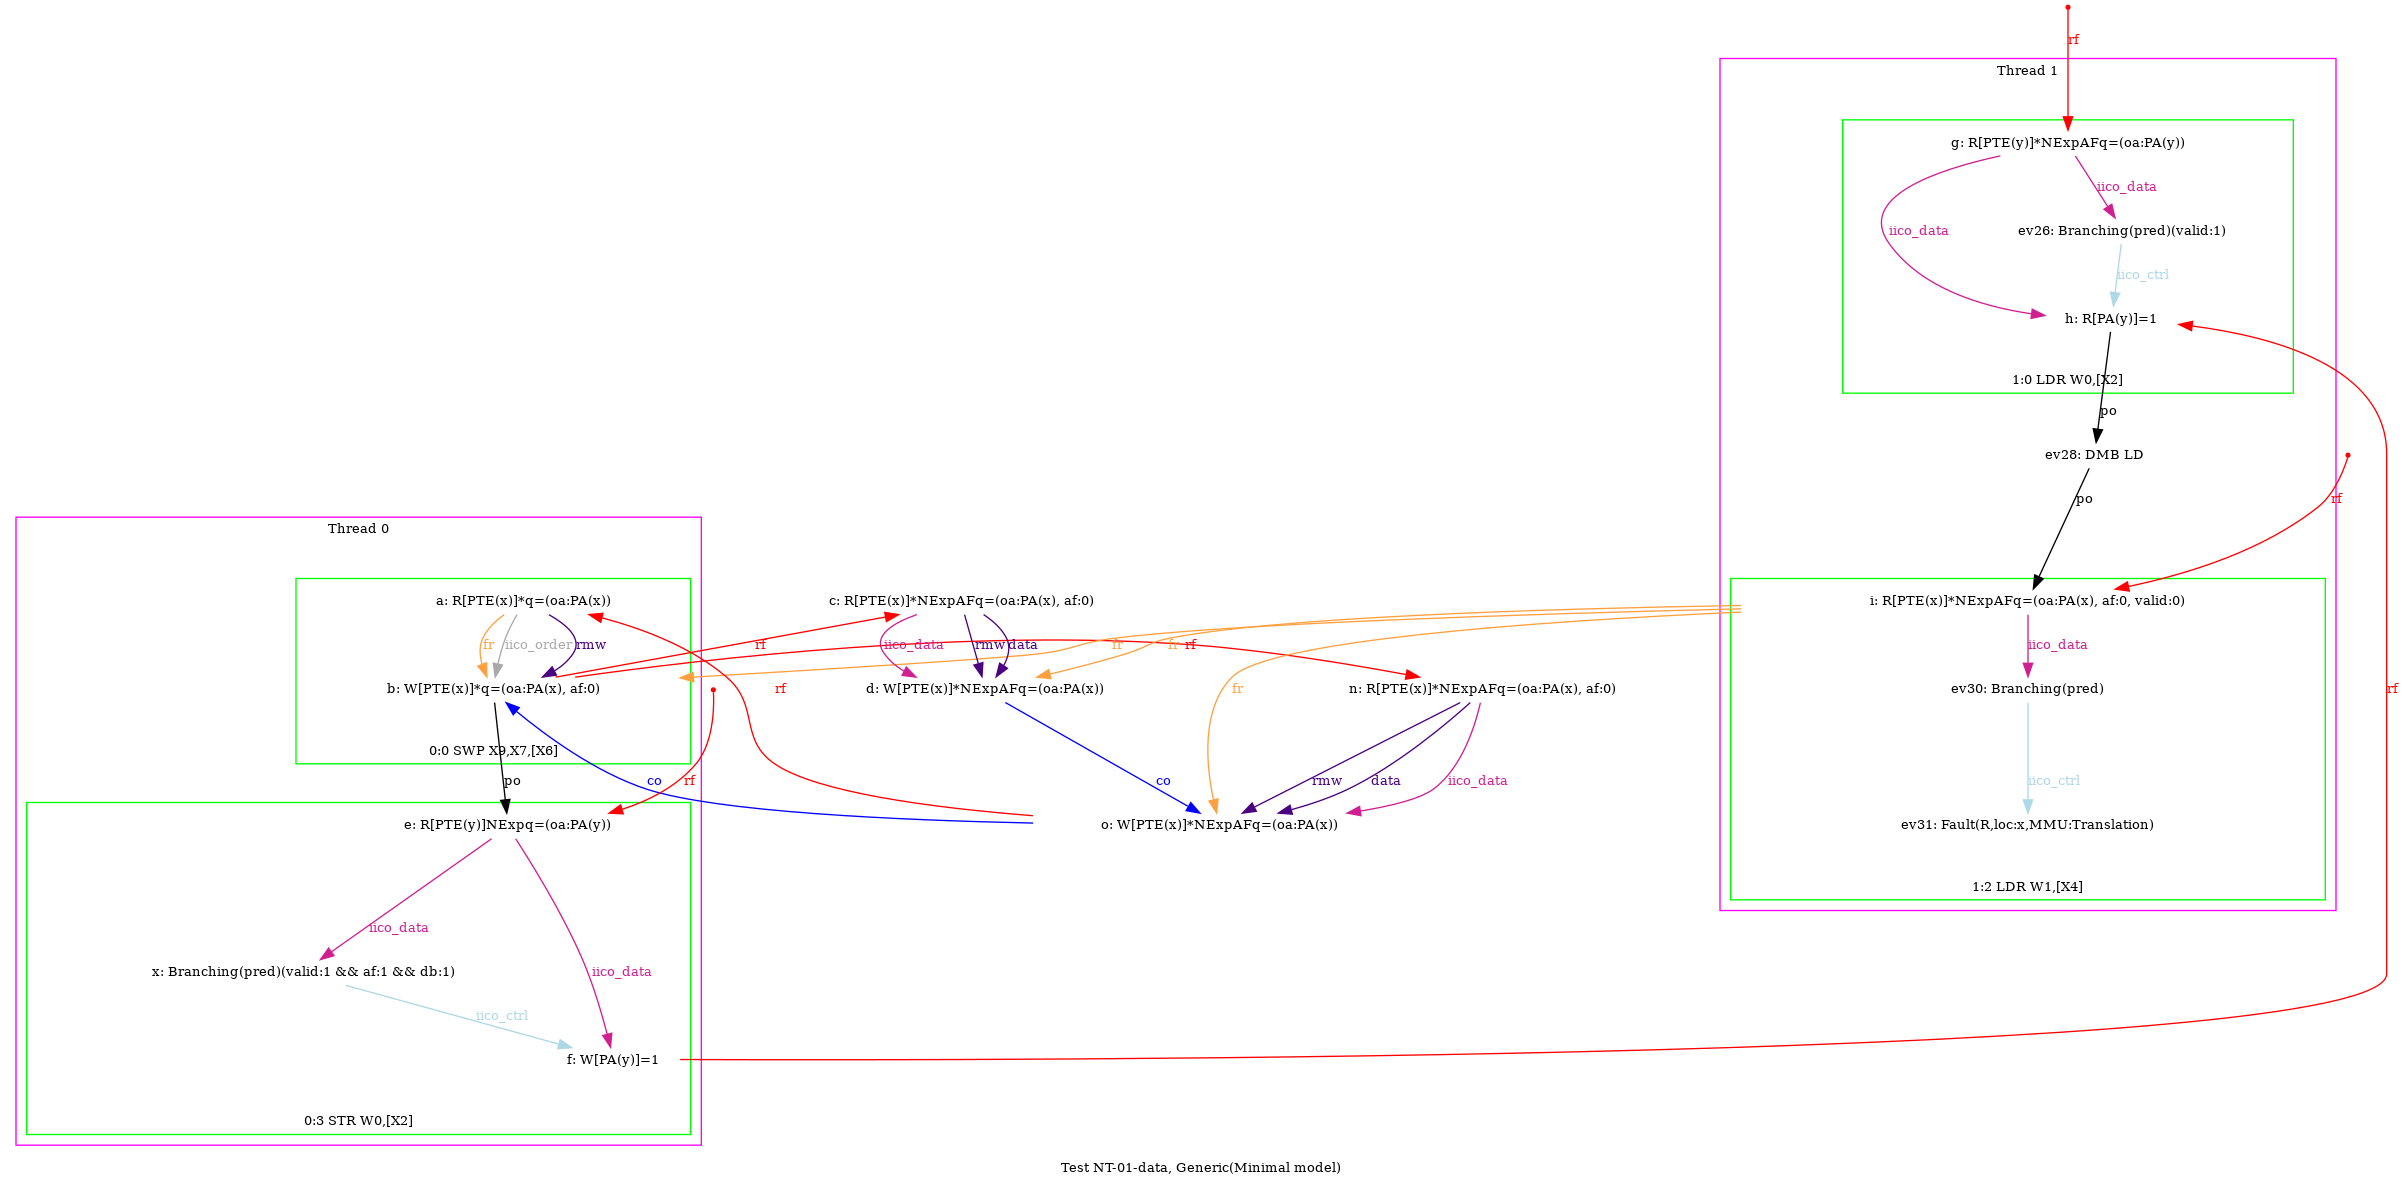 rf
Thread 1
g: R[PTE(y)]*NExpAFq=(oa:PA(y))
iico_data
ev26: Branching(pred)(valid:1)
iico_data
iico_ctrl
h: R[PA(y)]=1
1:0 LDR W0,[X2]
po
ev28: DMB LD
po
rf
Thread 0
a: R[PTE(x)]*q=(oa:PA(x))
c: R[PTE(x)]*NExpAFq=(oa:PA(x), af:0)
i: R[PTE(x)]*NExpAFq=(oa:PA(x), af:0, valid:0)
fr
iico_order
rmw
rf
iico_data
rmw
data
fr
fr
rf
iico_data
b: W[PTE(x)]*q=(oa:PA(x), af:0)
rf
d: W[PTE(x)]*NExpAFq=(oa:PA(x))
fr
n: R[PTE(x)]*NExpAFq=(oa:PA(x), af:0)
ev30: Branching(pred)
rf
0:0 SWP X9,X7,[X6]
po
co
rf
co
rmw
data
iico_data
iico_ctrl
e: R[PTE(y)]NExpq=(oa:PA(y))
o: W[PTE(x)]*NExpAFq=(oa:PA(x))
ev31: Fault(R,loc:x,MMU:Translation)
1:2 LDR W1,[X4]
iico_data
iico_data
x: Branching(pred)(valid:1 && af:1 && db:1)
iico_ctrl
f: W[PA(y)]=1
0:3 STR W0,[X2]
Test NT-01-data, Generic(Minimal model)